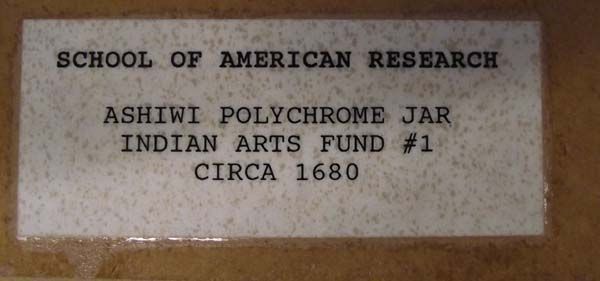 SCHOOL OF AMERICAN RESEARCH
ASHIWI POLYCHROME JAR
INDIAN ARTS FUND #1
CIRCA 1680